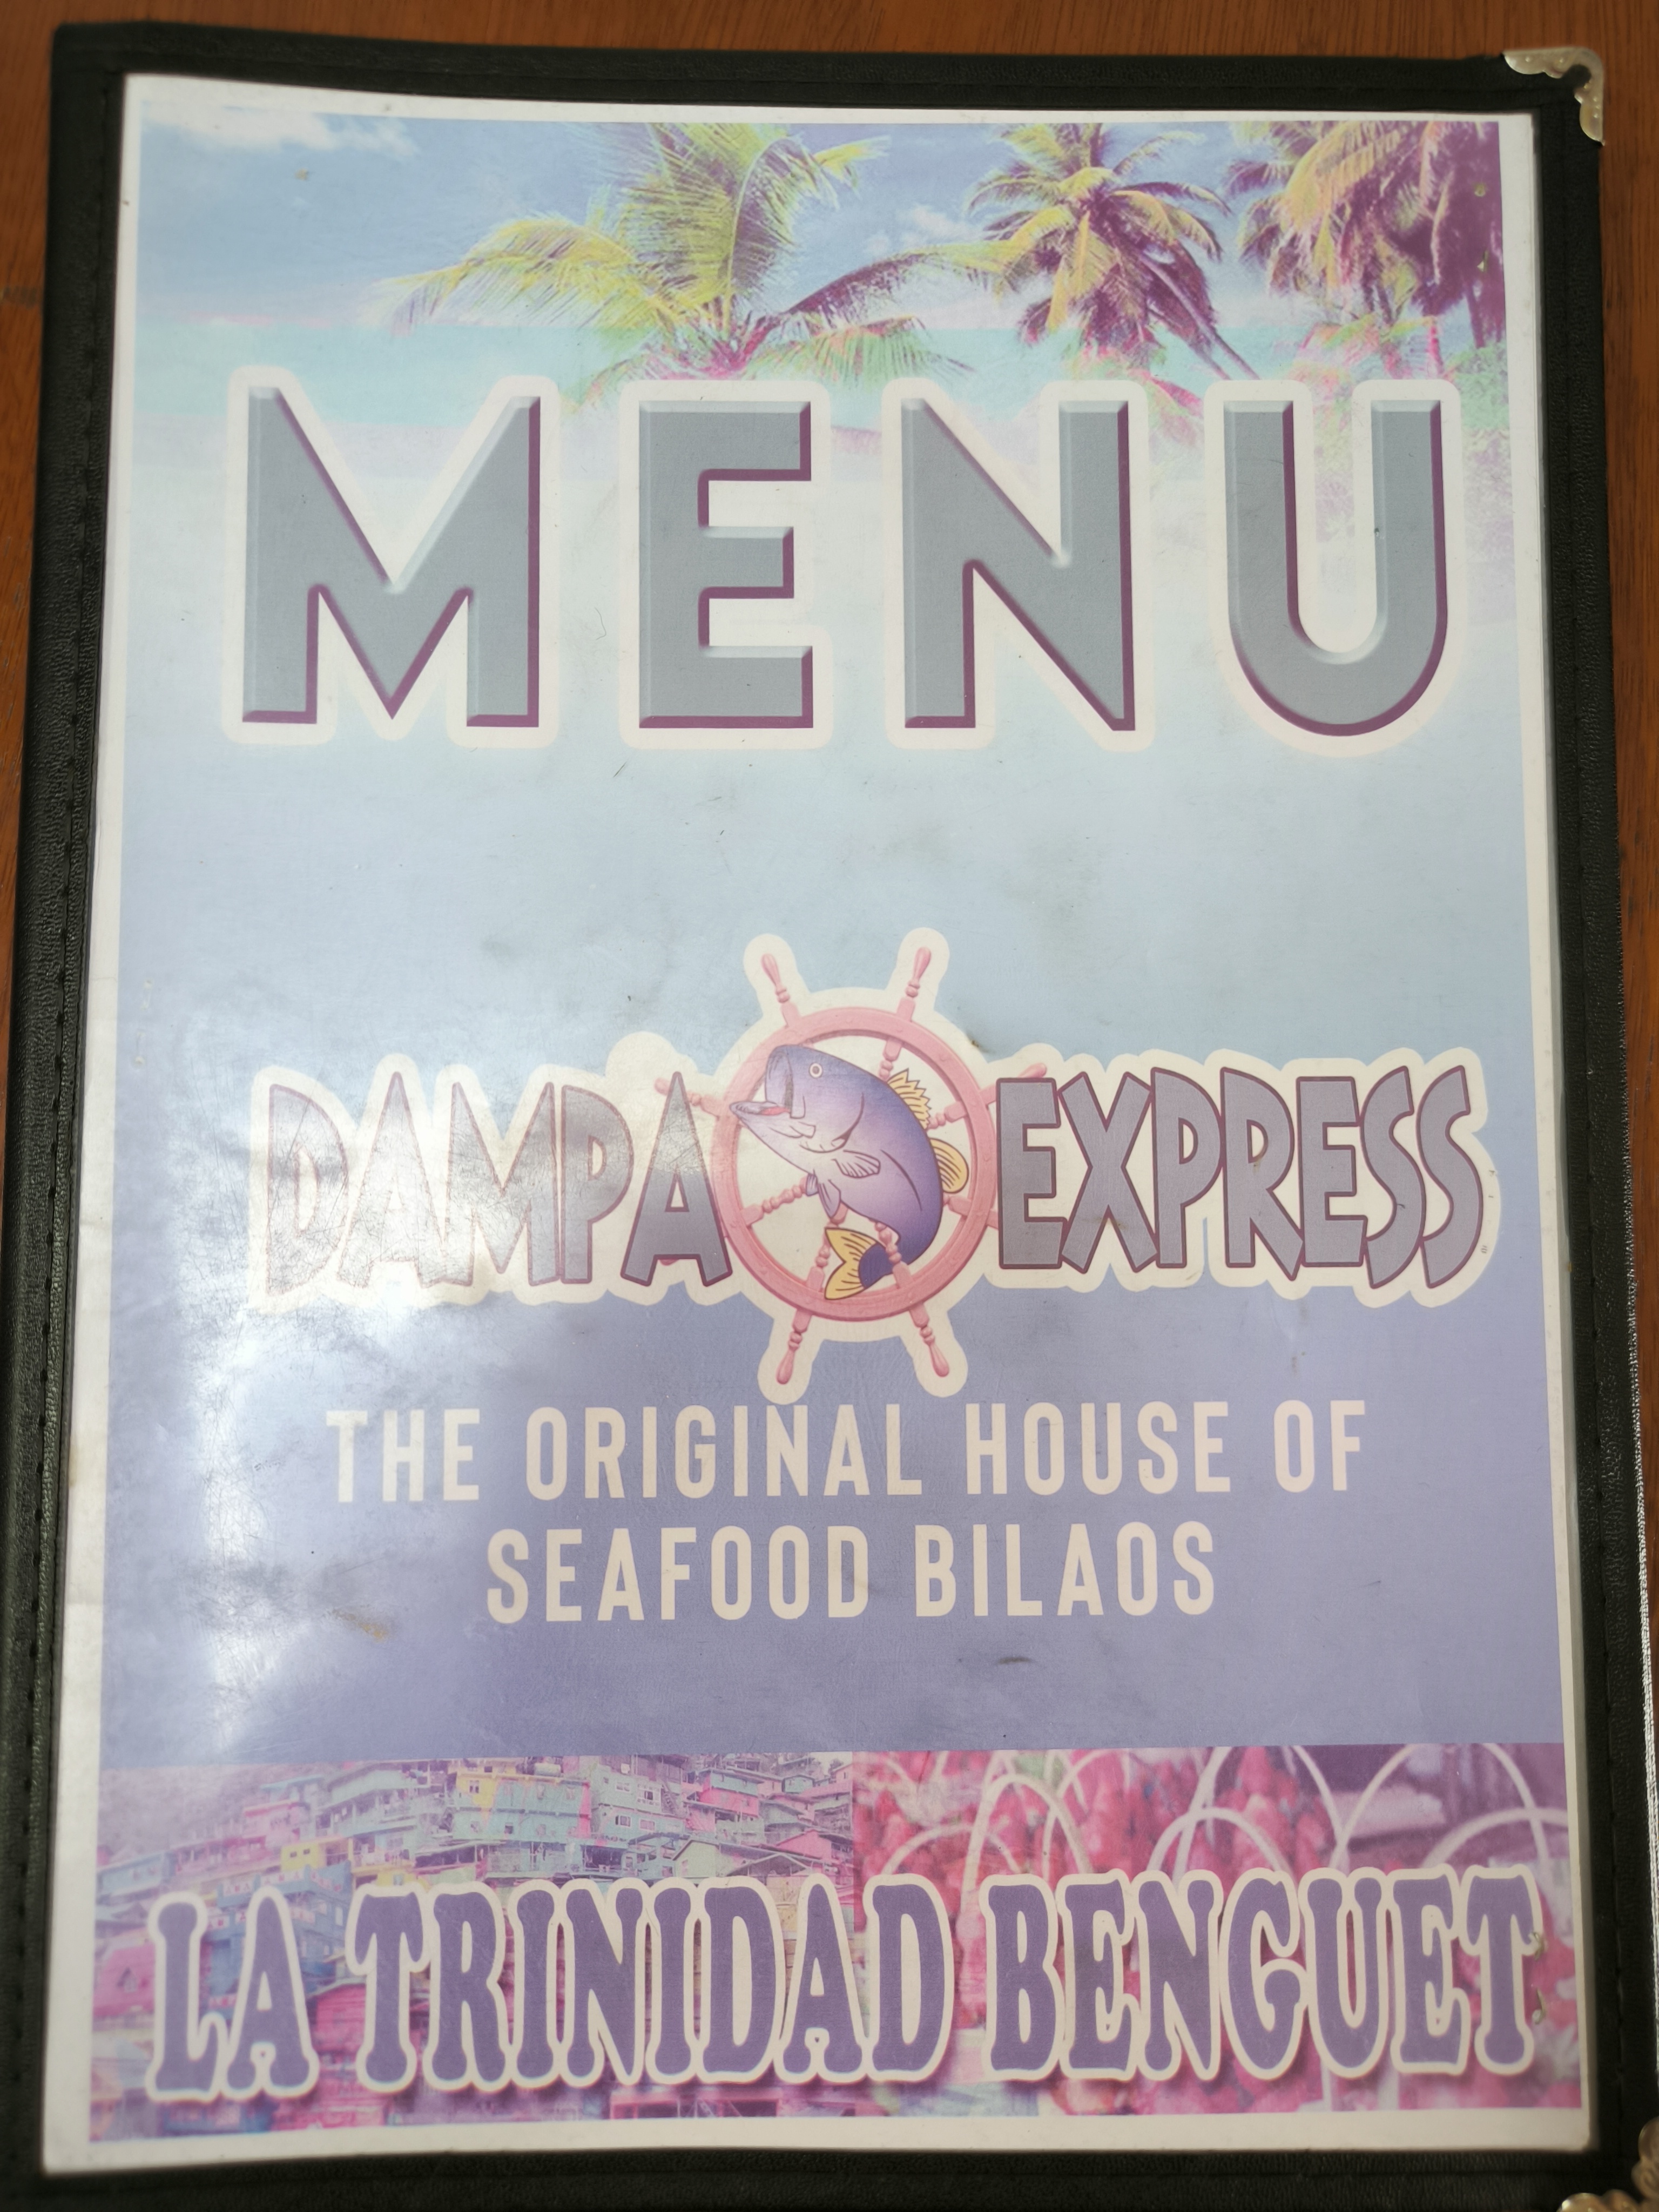 MENU
DAMPA EXPRESS
THE ORIGINAL HOUSE OF
SEAFOOD BILAOS
LA TRINIDAD BENGUET